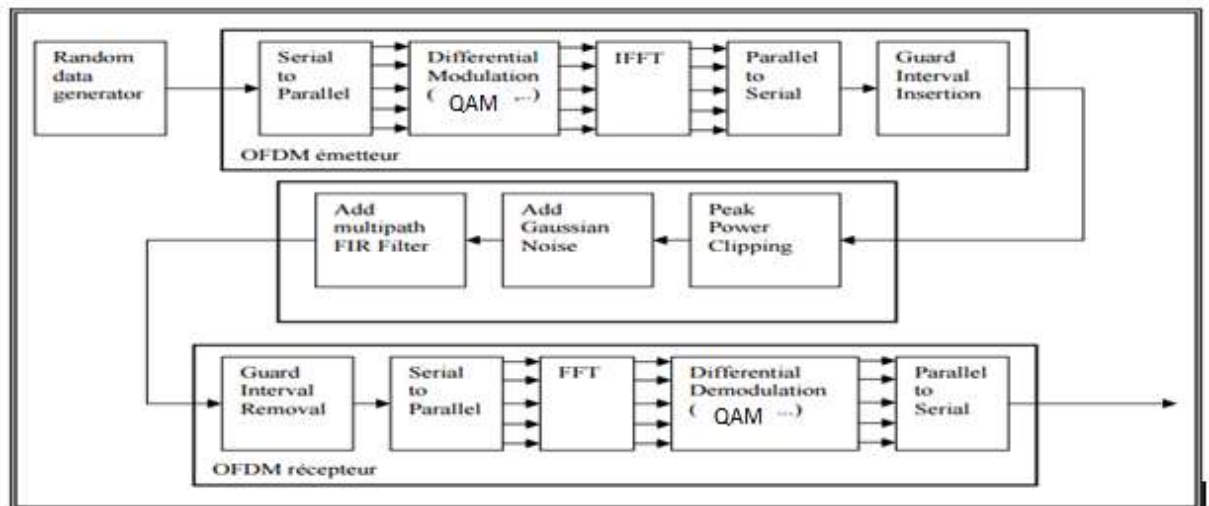 Random
data
generator
Serial
to
Parallel
Differential
Modulation
( QAM ,..)
IFFT
Parallel
to
Serial
Guard
Interval
Insertion
OFDM émetteur
Add
multipath
FIR Filter
Add
Gaussian
Noise
Peak
Power
Clipping
Guard
Interval
Removal
Serial
to
Parallel
FFT
Differential
Demodulation
( QAM ...)
Parallel
to
Serial
OFDM récepteur